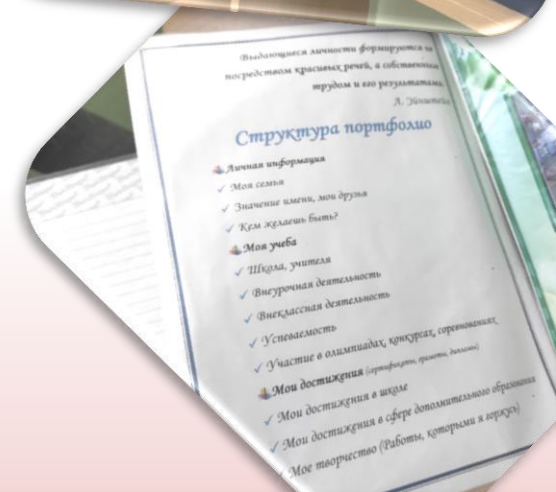 Выдающиеся личности формируются не
посредством красивых речей, а собственным
трудом и его результатами.
А. Эйнштейн
Структура портфолио
Личная информация
✓ Моя семья
✓ Значение имени, мои друзья
✓ Кем желаешь быть?
Моя учеба
✓ Школа, учителя
✓ Внеурочная деятельность
✓ Внеклассная деятельность
✓ Успеваемость
✓ Участие в олимпиадах, конкурсах, соревнованиях
Мои достижения (сертификаты, грамоты, дипломы)
✓ Мои достижения в школе
✓ Мои достижения в сфере дополнительного образования
Мое творчество (Работы, которыми я горжусь)